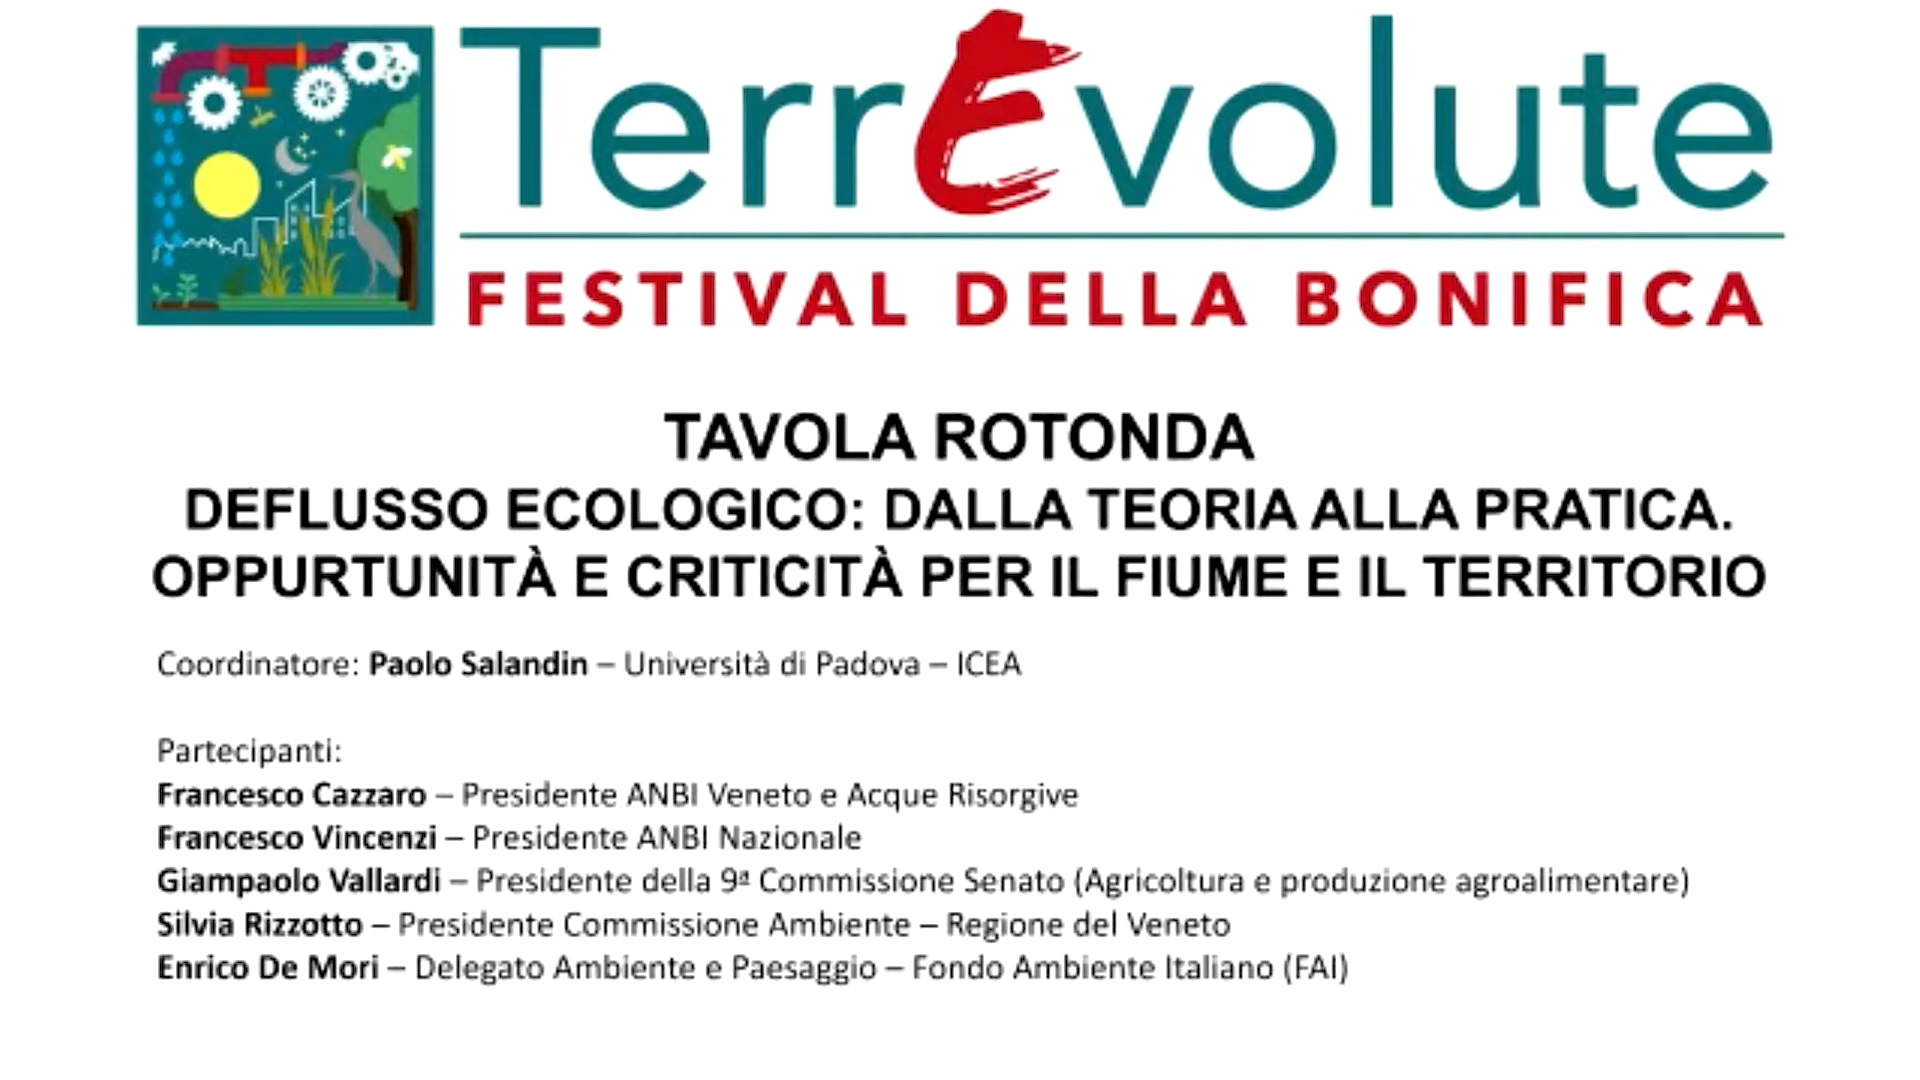 TerrEvolute
FESTIVAL DELLA BONIFICA
TAVOLA ROTONDA
DEFLUSSO ECOLOGICO: DALLA TEORIA ALLA PRATICA.
OPPURTUNITÀ E CRITICITÀ PER IL FIUME E IL TERRITORIO
Coordinatore: Paolo Salandin – Università di Padova – ICEA
Partecipanti:
Francesco Cazzaro – Presidente ANBI Veneto e Acque Risorgive
Francesco Vincenzi – Presidente ANBI Nazionale
Giampaolo Vallardi – Presidente della 9ª Commissione Senato (Agricoltura e produzione agroalimentare)
Silvia Rizzotto – Presidente Commissione Ambiente – Regione del Veneto
Enrico De Mori – Delegato Ambiente e Paesaggio – Fondo Ambiente Italiano (FAI)